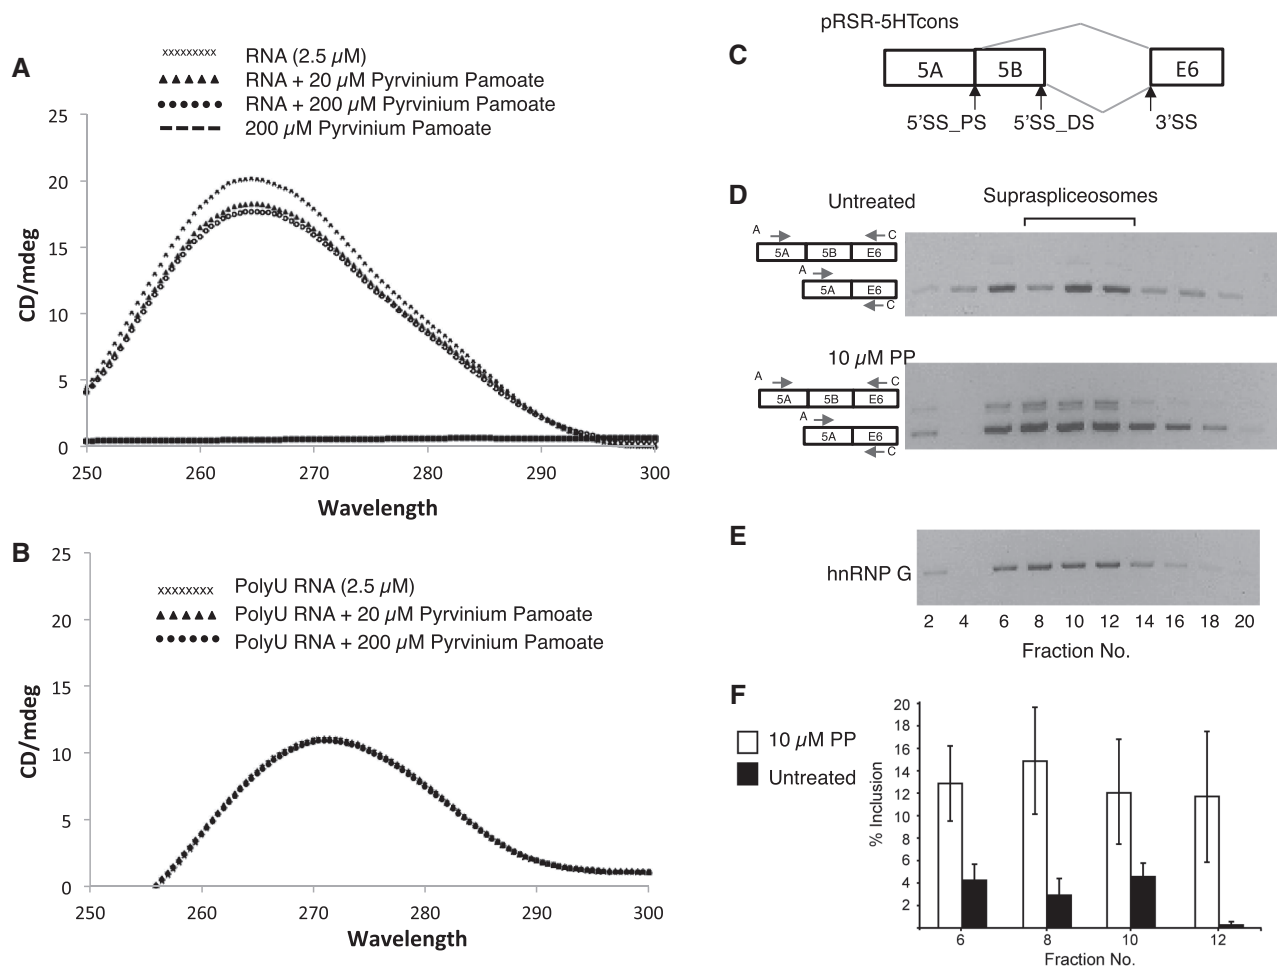 A
xxxxxxxxx RNA (2.5 µM)
RNA + 20 µM Pyrvinium Pamoate
RNA + 200 µM Pyrvinium Pamoate
200 µM Pyrvinium Pamoate
25
20
15
10
5
0
CD/mdeg
250 260 270 280 290 300
Wavelength
B
xxxxxxxx PolyU RNA (2.5 µM)
PolyU RNA + 20 µM Pyrvinium Pamoate
PolyU RNA + 200 µM Pyrvinium Pamoate
25
20
15
10
5
0
CD/mdeg
250 260 270 280 290 300
Wavelength
C
pRSR-5HTcons
5A 5B E6
5'SS_PS 5'SS_DS 3'SS
D
Untreated
Supraspliceosomes
A C
5A 5B E6
A
5A E6
C
10 µM PP
A C
5A 5B E6
A
5A E6
C
E
hnRNP G
2 4 6 8 10 12 14 16 18 20
Fraction No.
F
10 µM PP
Untreated
% Inclusion
20
18
16
14
12
10
8
6
4
2
6 8 10 12
Fraction No.